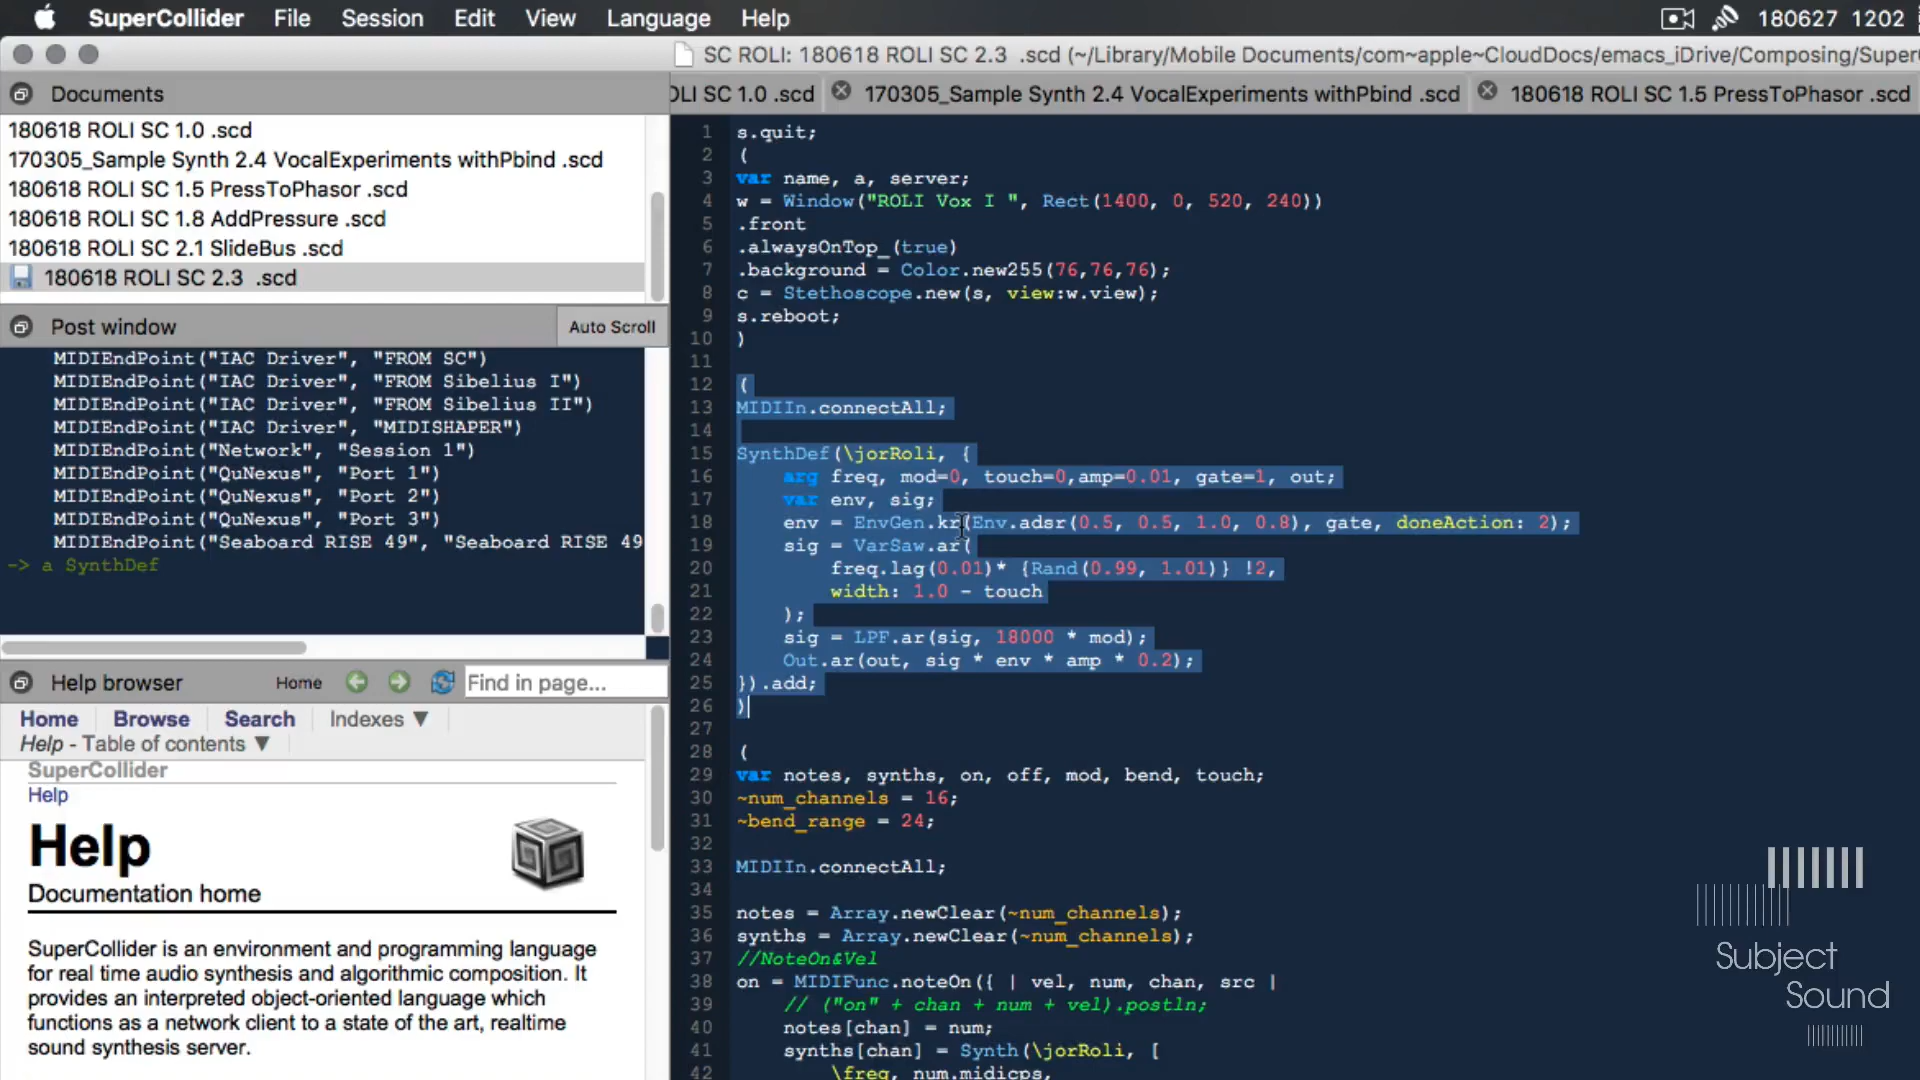 SuperCollider File Session Edit View Language Help 180627 1202
SC ROLI: 180618 ROLI SC 2.3 .scd (~/Library/Mobile Documents/com~apple~CloudDocs/emacs_iDrive/Composing/Super
Documents
OLI SC 1.0 .scd 170305_Sample Synth 2.4 VocalExperiments withPbind .scd 180618 ROLI SC 1.5 PressToPhasor .scd
180618 ROLI SC 1.0 .scd
170305_Sample Synth 2.4 VocalExperiments withPbind .scd
180618 ROLI SC 1.5 PressToPhasor .scd
180618 ROLI SC 1.8 AddPressure .scd
180618 ROLI SC 2.1 SlideBus .scd
180618 ROLI SC 2.3 .scd
Post window Auto Scroll
MIDIEndPoint("IAC Driver", "FROM SC")
MIDIEndPoint("IAC Driver", "FROM Sibelius I")
MIDIEndPoint("IAC Driver", "FROM Sibelius II")
MIDIEndPoint("IAC Driver", "MIDISHAPER")
MIDIEndPoint("Network", "Session 1")
MIDIEndPoint("QuNexus", "Port 1")
MIDIEndPoint("QuNexus", "Port 2")
MIDIEndPoint("QuNexus", "Port 3")
MIDIEndPoint("Seaboard RISE 49", "Seaboard RISE 49
-> a SynthDef
Help browser Home Find in page...
Home Browse Search Indexes ▼
Help - Table of contents ▼
SuperCollider
Help
Help
Documentation home
SuperCollider is an environment and programming language
for real time audio synthesis and algorithmic composition. It
provides an interpreted object-oriented language which
functions as a network client to a state of the art, realtime
sound synthesis server.
1 s.quit;
2 (
3 var name, a, server;
4 w = Window("ROLI Vox I ", Rect(1400, 0, 520, 240))
5 .front
6 .alwaysOnTop_(true)
7 .background = Color.new255(76,76,76);
8 c = Stethoscope.new(s, view:w.view);
9 s.reboot;
10 )
11
12 (
13 MIDIIn.connectAll;
14
15 SynthDef(\jorRoli, {
16 arg freq, mod=0, touch=0,amp=0.01, gate=1, out;
17 var env, sig;
18 env = EnvGen.kr(Env.adsr(0.5, 0.5, 1.0, 0.8), gate, doneAction: 2);
19 sig = VarSaw.ar(
20 freq.lag(0.01)* {Rand(0.99, 1.01)} !2,
21 width: 1.0 - touch
22 );
23 sig = LPF.ar(sig, 18000 * mod);
24 Out.ar(out, sig * env * amp * 0.2);
25 }).add;
26 )
27
28 (
29 var notes, synths, on, off, mod, bend, touch;
30 ~num_channels = 16;
31 ~bend_range = 24;
32
33 MIDIIn.connectAll;
34
35 notes = Array.newClear(~num_channels);
36 synths = Array.newClear(~num_channels);
37 //NoteOn&Vel
38 on = MIDIFunc.noteOn({ | vel, num, chan, src |
39 // ("on" + chan + num + vel).postln;
40 notes[chan] = num;
41 synths[chan] = Synth(\jorRoli, [
42 \freq, num.midicps,
Subject
Sound